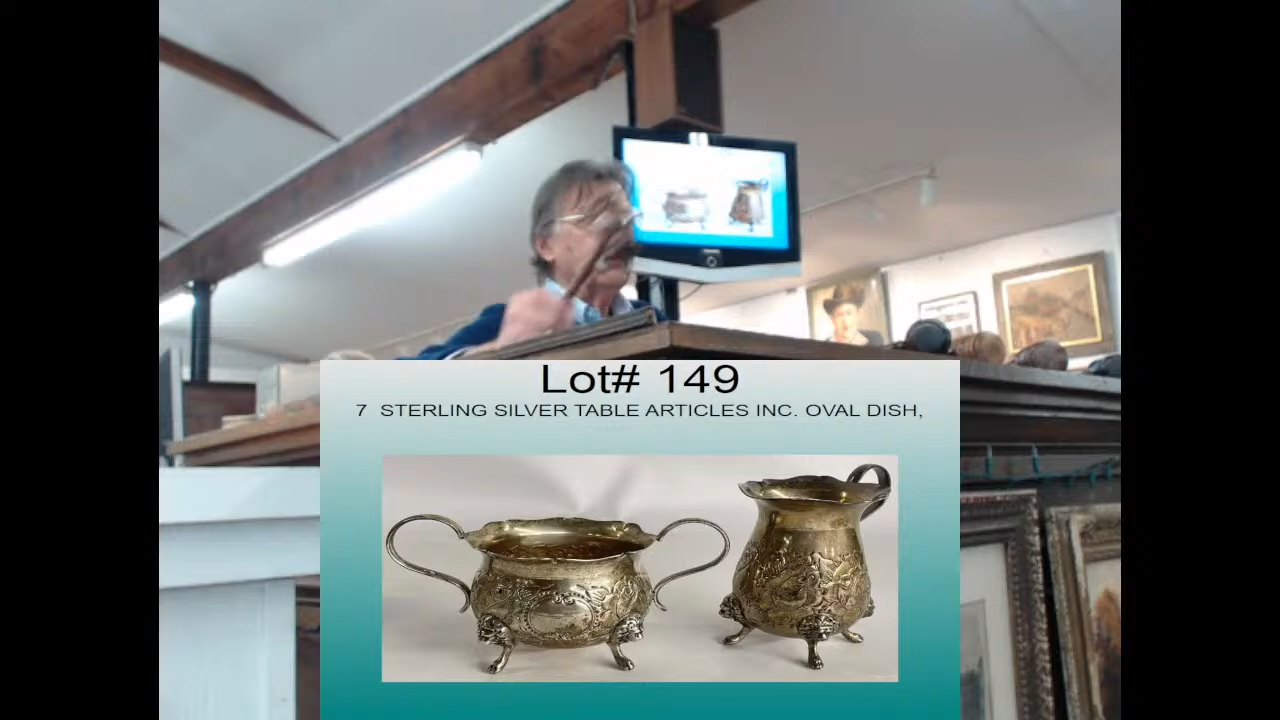 Lot# 149
7 STERLING SILVER TABLE ARTICLES INC. OVAL DISH,